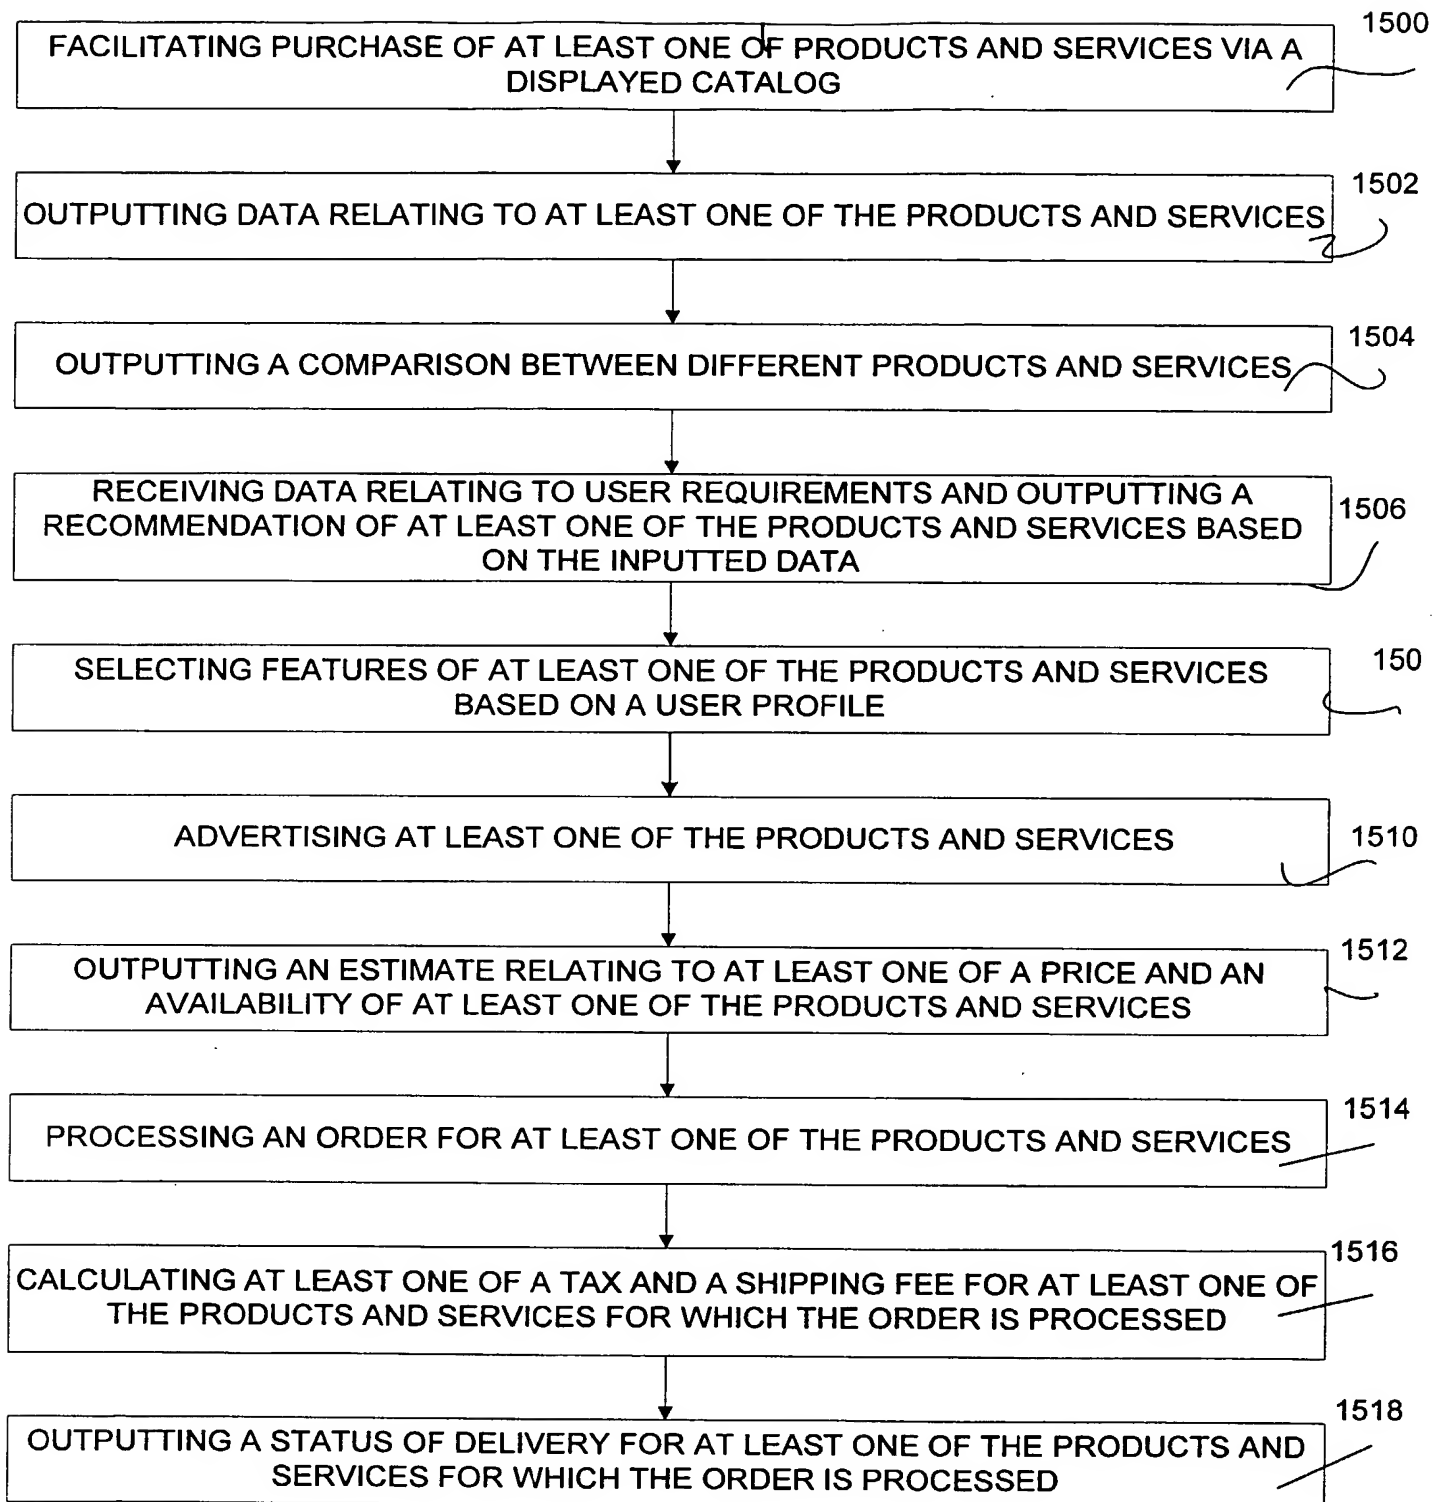 1500
FACILITATING PURCHASE OF AT LEAST ONE OF PRODUCTS AND SERVICES VIA A
DISPLAYED CATALOG
1502
OUTPUTTING DATA RELATING TO AT LEAST ONE OF THE PRODUCTS AND SERVICES
1504
OUTPUTTING A COMPARISON BETWEEN DIFFERENT PRODUCTS AND SERVICES
RECEIVING DATA RELATING TO USER REQUIREMENTS AND OUTPUTTING A
RECOMMENDATION OF AT LEAST ONE OF THE PRODUCTS AND SERVICES BASED
ON THE INPUTTED DATA
1506
150
SELECTING FEATURES OF AT LEAST ONE OF THE PRODUCTS AND SERVICES
BASED ON A USER PROFILE
ADVERTISING AT LEAST ONE OF THE PRODUCTS AND SERVICES
1510
1512
OUTPUTTING AN ESTIMATE RELATING TO AT LEAST ONE OF A PRICE AND AN
AVAILABILITY OF AT LEAST ONE OF THE PRODUCTS AND SERVICES
1514
PROCESSING AN ORDER FOR AT LEAST ONE OF THE PRODUCTS AND SERVICES
1516
CALCULATING AT LEAST ONE OF A TAX AND A SHIPPING FEE FOR AT LEAST ONE OF
THE PRODUCTS AND SERVICES FOR WHICH THE ORDER IS PROCESSED
1518
OUTPUTTING A STATUS OF DELIVERY FOR AT LEAST ONE OF THE PRODUCTS AND
SERVICES FOR WHICH THE ORDER IS PROCESSED